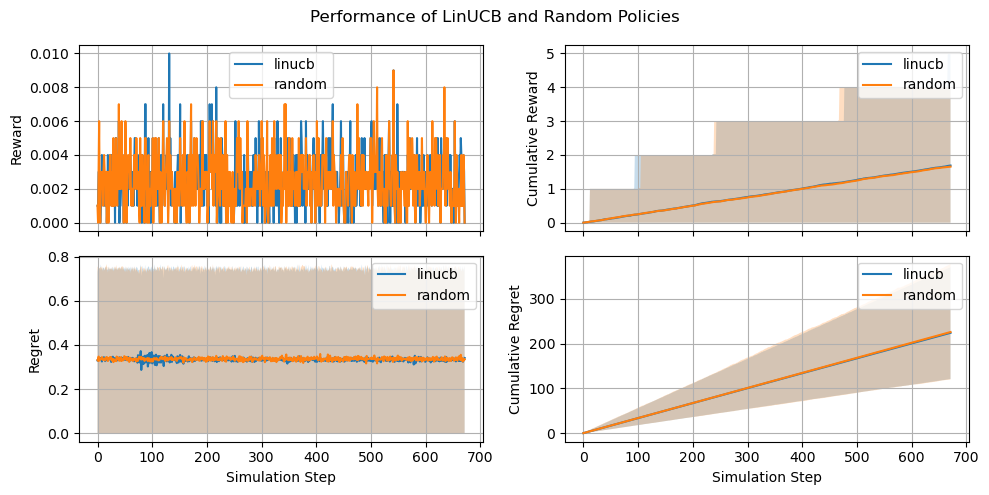 Performance of LinUCB and Random Policies
Reward
0.010
0.008
0.006
0.004
0.002
0.000
linucb
random
Cumulative Reward
5
4
3
2
1
0
linucb
random
Regret
0.8
0.6
0.4
0.2
0.0
linucb
random
0 100 200 300 400 500 600 700
Simulation Step
Cumulative Regret
300
200
100
0
linucb
random
0 100 200 300 400 500 600 700
Simulation Step